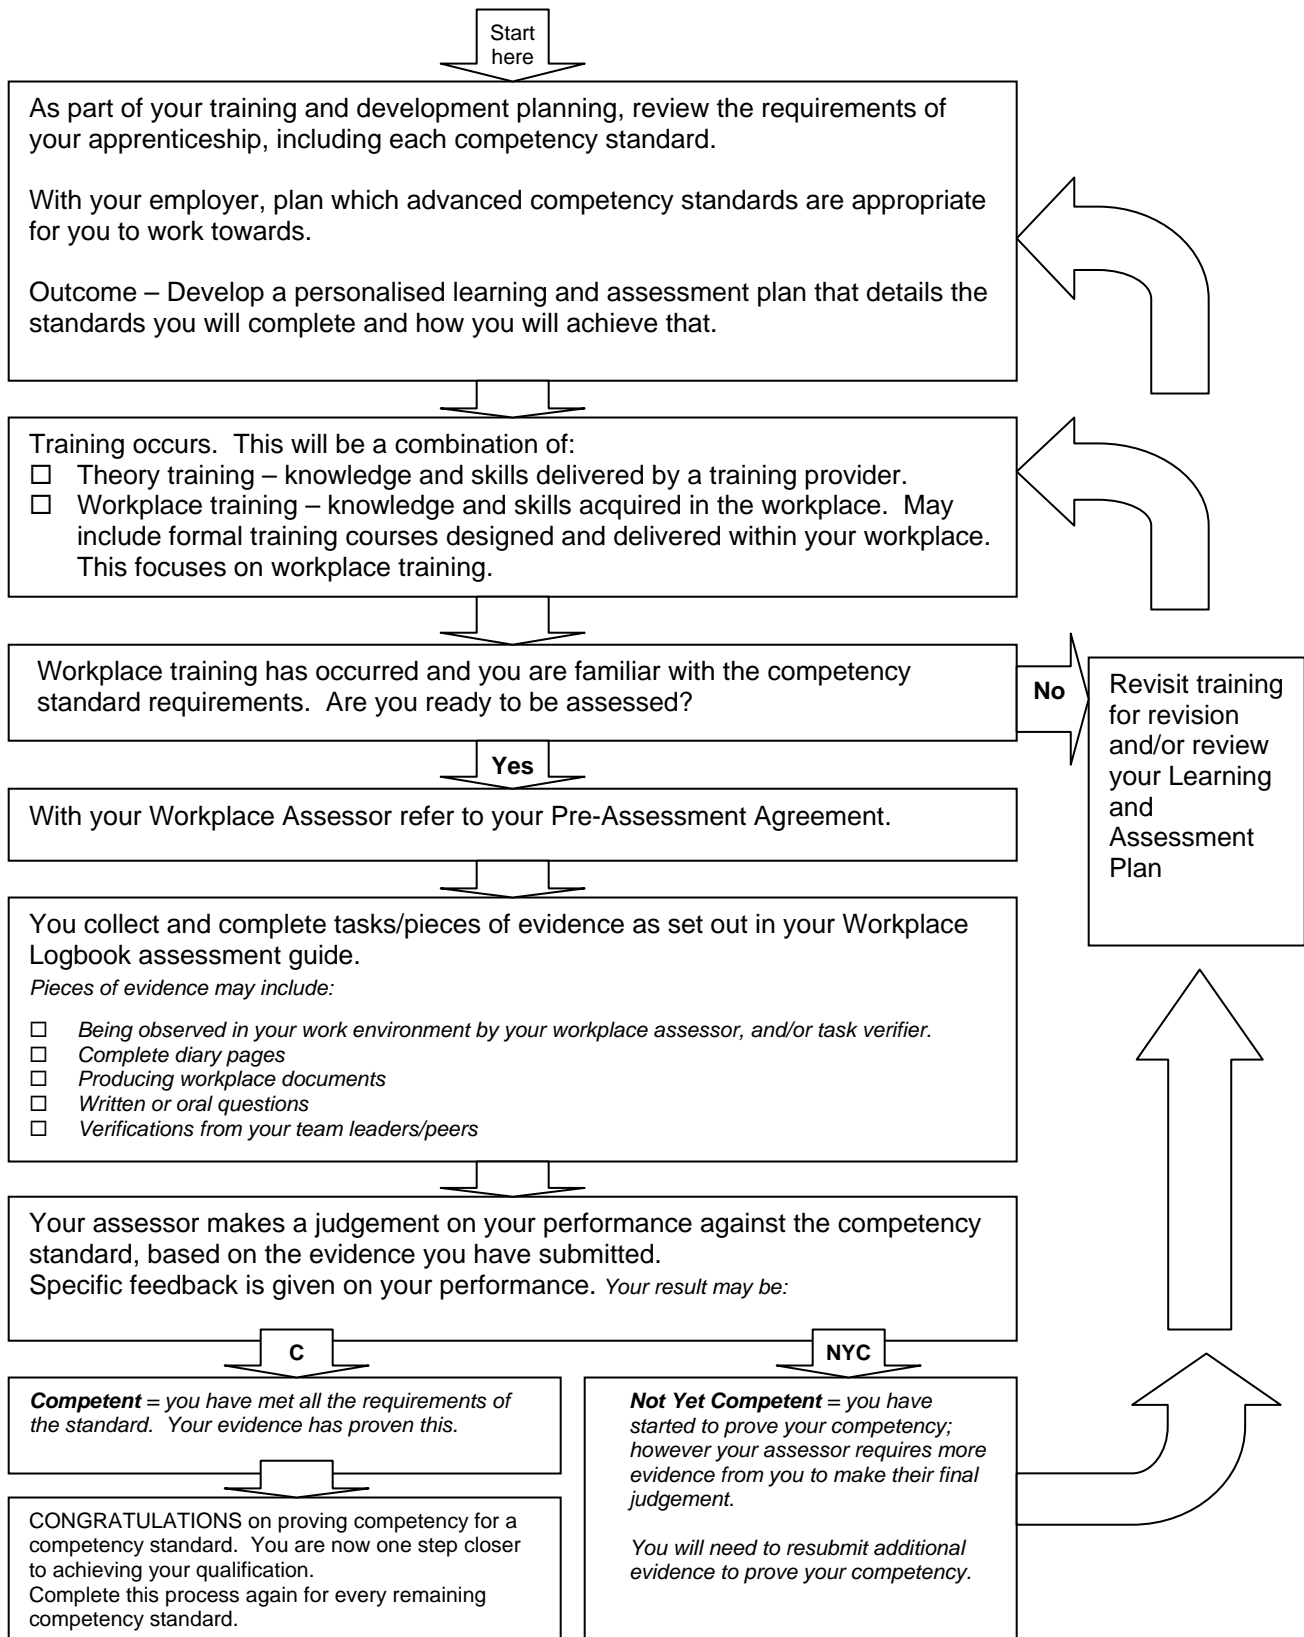 Start
here
As part of your training and development planning, review the requirements of
your apprenticeship, including each competency standard.
With your employer, plan which advanced competency standards are appropriate
for you to work towards.
Outcome – Develop a personalised learning and assessment plan that details the
standards you will complete and how you will achieve that.
Training occurs.  This will be a combination of:
☐ Theory training – knowledge and skills delivered by a training provider.
☐ Workplace training – knowledge and skills acquired in the workplace.  May
include formal training courses designed and delivered within your workplace.
This focuses on workplace training.
Workplace training has occurred and you are familiar with the competency
standard requirements.  Are you ready to be assessed?
No
Revisit training
for revision
and/or review
your Learning
and
Assessment
Plan
Yes
With your Workplace Assessor refer to your Pre-Assessment Agreement.
You collect and complete tasks/pieces of evidence as set out in your Workplace
Logbook assessment guide.
Pieces of evidence may include:
☐ Being observed in your work environment by your workplace assessor, and/or task verifier.
☐ Complete diary pages
☐ Producing workplace documents
☐ Written or oral questions
☐ Verifications from your team leaders/peers
Your assessor makes a judgement on your performance against the competency
standard, based on the evidence you have submitted.
Specific feedback is given on your performance. Your result may be:
C
NYC
Competent = you have met all the requirements of
the standard.  Your evidence has proven this.
CONGRATULATIONS on proving competency for a
competency standard.  You are now one step closer
to achieving your qualification.
Complete this process again for every remaining
competency standard.
Not Yet Competent = you have
started to prove your competency;
however your assessor requires more
evidence from you to make their final
judgement.
You will need to resubmit additional
evidence to prove your competency.